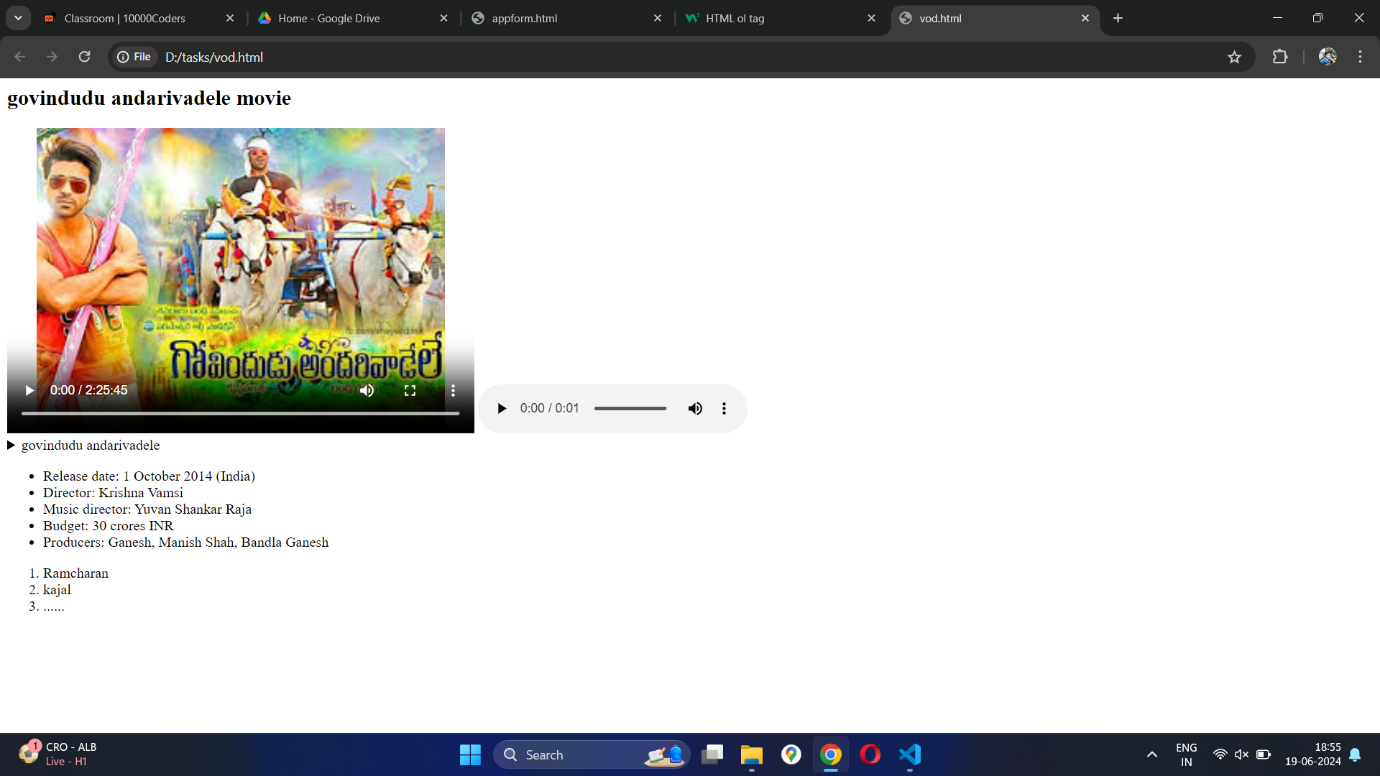 Classroom | 10000Coders
Home - Google Drive
appform.html
HTML ol tag
vod.html
File
D:/tasks/vod.html
govindudu andarivadele movie
గోవిందుడు అందరివాడేలే
0:00 / 2:25:45
0:00 / 0:01
govindudu andarivadele
• Release date: 1 October 2014 (India)
• Director: Krishna Vamsi
• Music director: Yuvan Shankar Raja
• Budget: 30 crores INR
• Producers: Ganesh, Manish Shah, Bandla Ganesh
1. Ramcharan
2. kajal
3. ......
1
CRO - ALB
Live - H1
Search
ENG
IN
18:55
19-06-2024